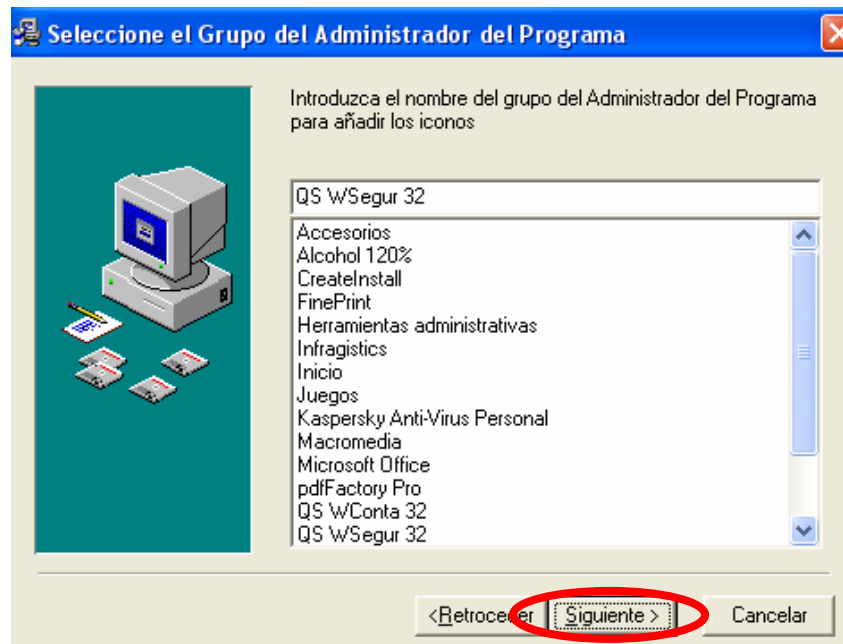 Seleccione el Grupo del Administrador del Programa
Introduzca el nombre del grupo del Administrador del Programa
para añadir los iconos
QS WSegur 32
Accesorios
Alcohol 120%
CreateInstall
FinePrint
Herramientas administrativas
Infragistics
Inicio
Juegos
Kaspersky Anti-Virus Personal
Macromedia
Microsoft Office
pdfFactory Pro
QS WConta 32
QS WSegur 32
<Retroceder Siguiente > Cancelar